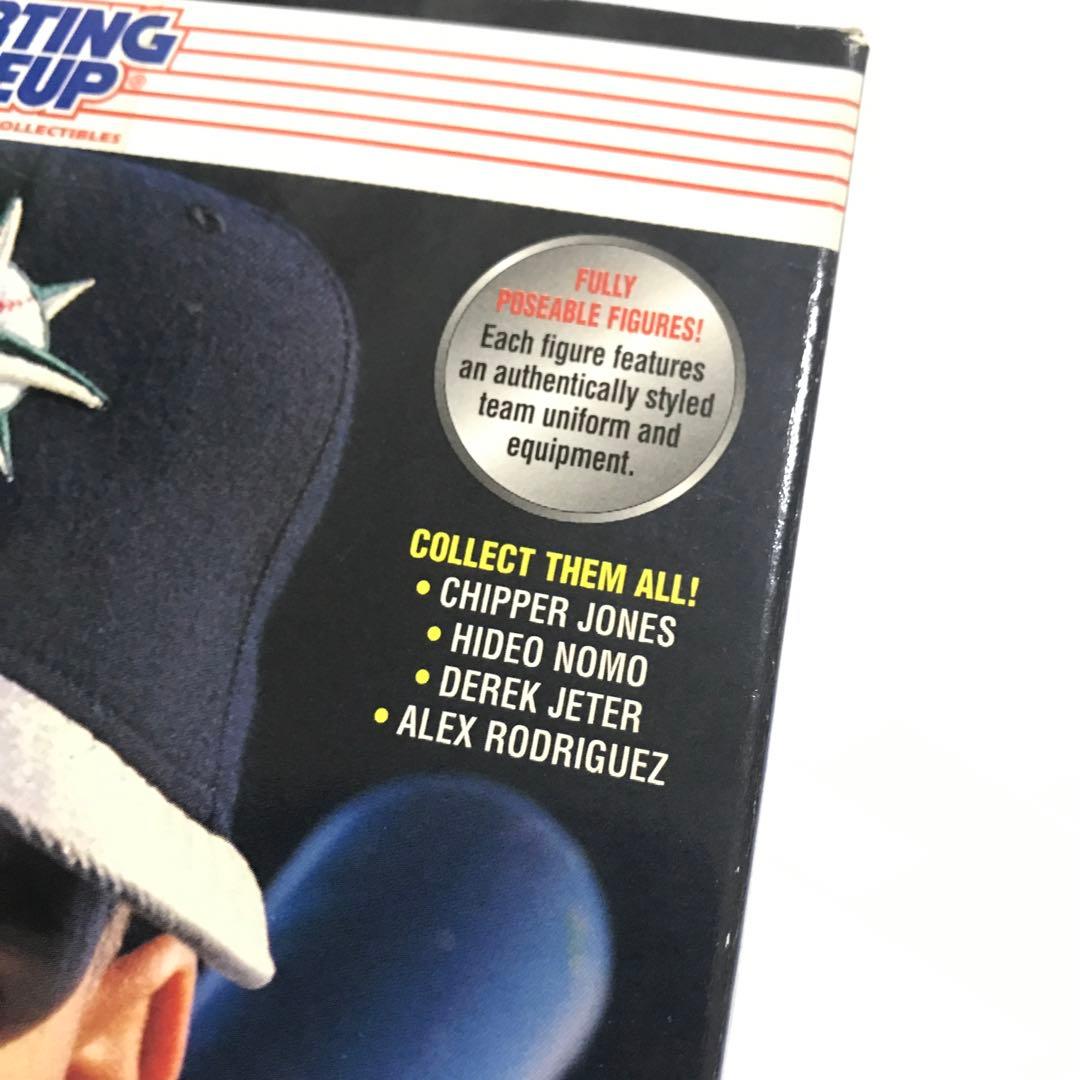 RTING
EUP®
OLLECTIBLES
FULLY
POSEABLE FIGURES!
Each figure features
an authentically styled
team uniform and
equipment.
COLLECT THEM ALL!
• CHIPPER JONES
• HIDEO NOMO
• DEREK JETER
• ALEX RODRIGUEZ